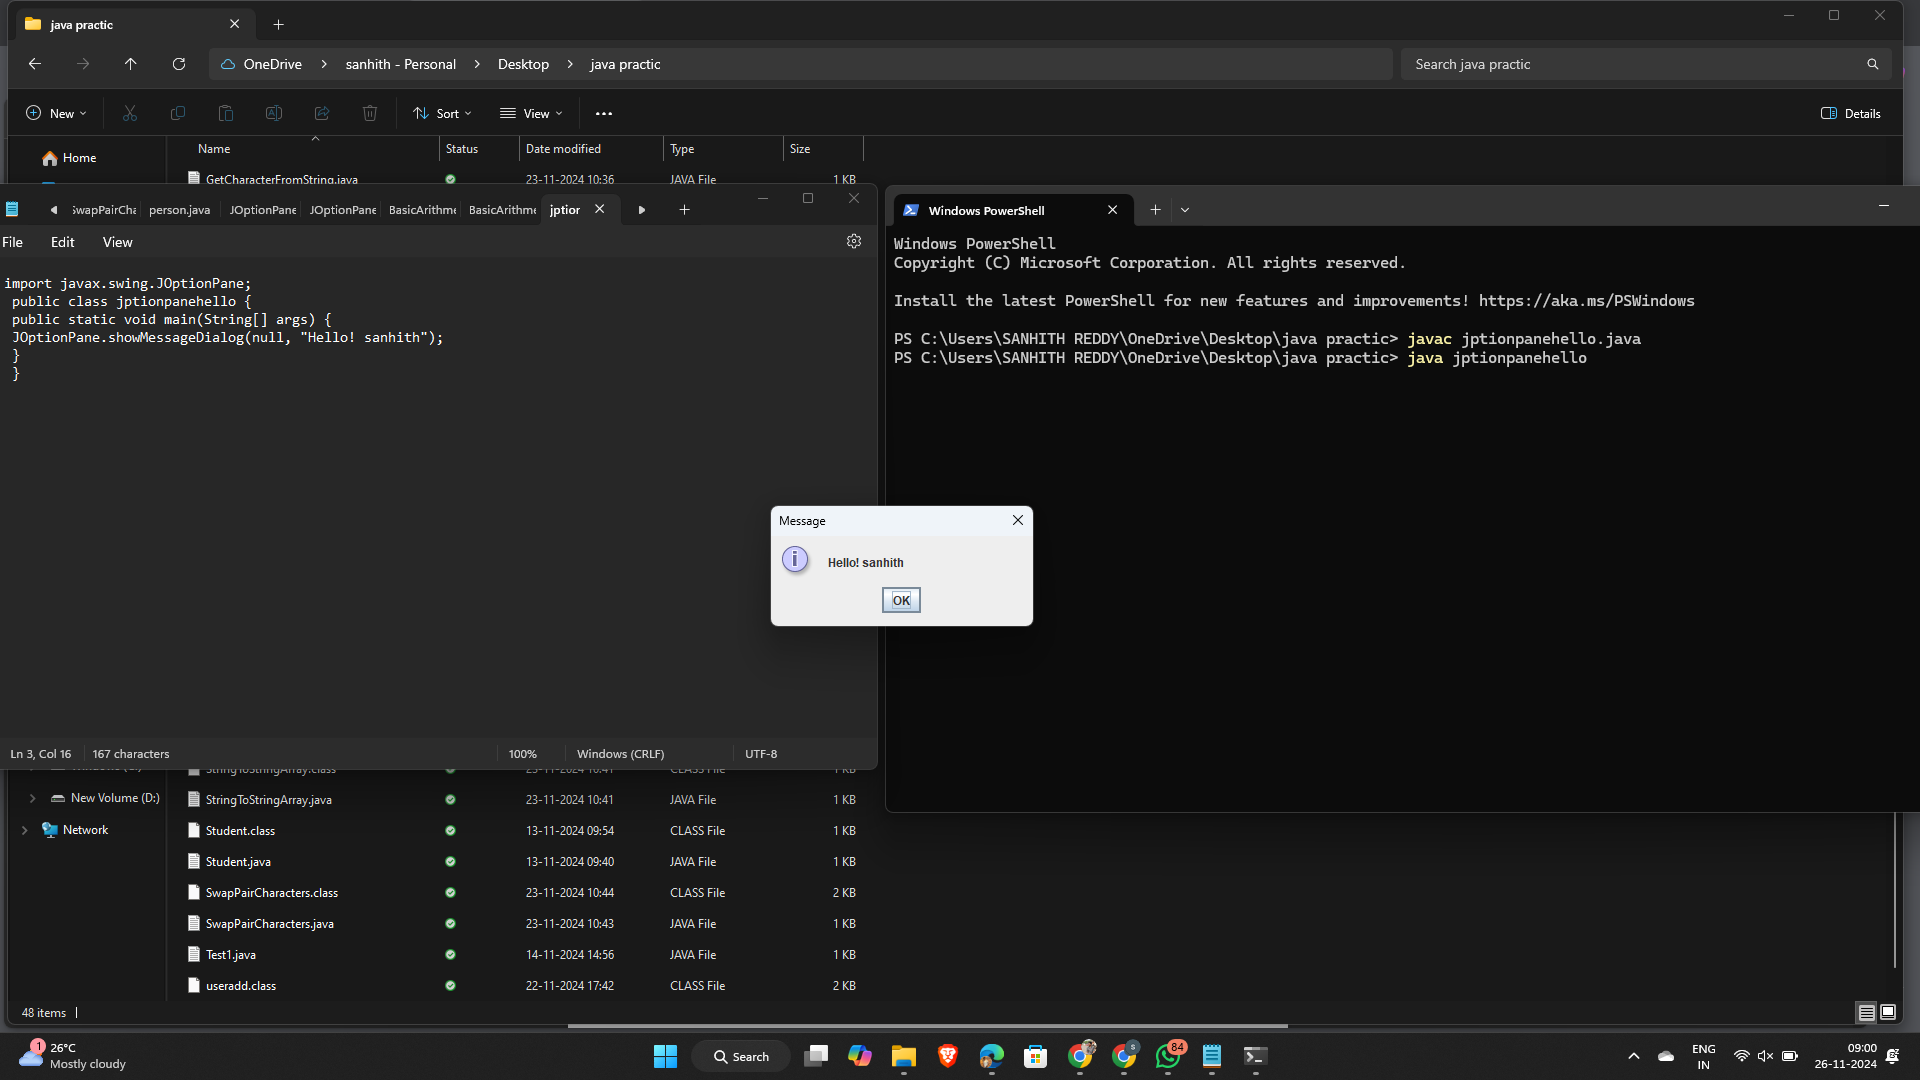 java practic
OneDrive > sanhith - Personal > Desktop > java practic
Search java practic
New
Sort
View
Details
Name Status Date modified Type Size
Home
GetCharacterFromString.java 23-11-2024 10:36 JAVA File 1 KB
SwapPairCha person.java JOptionPane JOptionPane BasicArithme BasicArithme jption
File Edit View
import javax.swing.JOptionPane;
public class jptionpanehello {
public static void main(String[] args) {
JOptionPane.showMessageDialog(null, "Hello! sanhith");
}
}
Ln 3, Col 16 167 characters 100% Windows (CRLF) UTF-8
Windows PowerShell
Windows PowerShell
Copyright (C) Microsoft Corporation. All rights reserved.
Install the latest PowerShell for new features and improvements! https://aka.ms/PSWindows
PS C:\Users\SANHITH REDDY\OneDrive\Desktop\java practic> javac jptionpanehello.java
PS C:\Users\SANHITH REDDY\OneDrive\Desktop\java practic> java jptionpanehello
Message
Hello! sanhith
OK
StringToStringArray.class 23-11-2024 10:41 CLASS File 1 KB
New Volume (D:)
StringToStringArray.java 23-11-2024 10:41 JAVA File 1 KB
Network
Student.class 13-11-2024 09:54 CLASS File 1 KB
Student.java 13-11-2024 09:40 JAVA File 1 KB
SwapPairCharacters.class 23-11-2024 10:44 CLASS File 2 KB
SwapPairCharacters.java 23-11-2024 10:43 JAVA File 1 KB
Test1.java 14-11-2024 14:56 JAVA File 1 KB
useradd.class 22-11-2024 17:42 CLASS File 2 KB
48 items
1
26°C
Mostly cloudy
Search
S
84
ENG
IN
09:00
26-11-2024